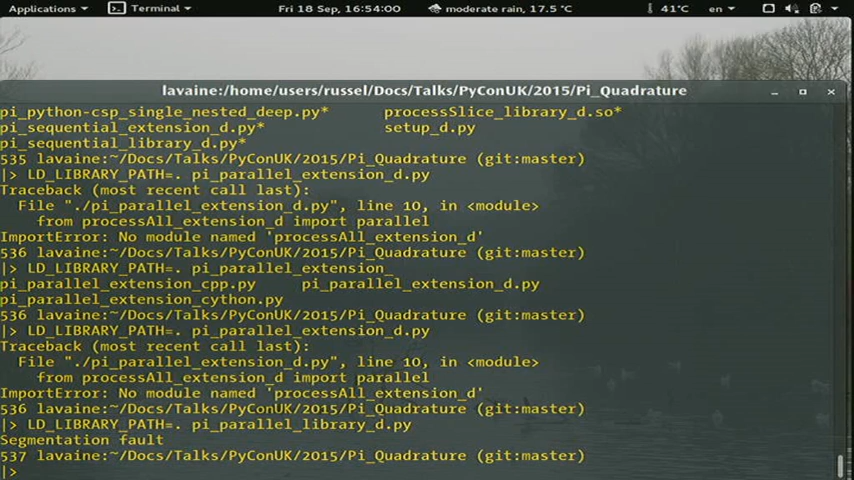 Applications Terminal Fri 18 Sep, 16:54:00 moderate rain, 17.5 °C 41°C en
lavaine:/home/users/russel/Docs/Talks/PyConUK/2015/Pi_Quadrature
pi_python-csp_single_nested_deep.py* processSlice_library_d.so*
pi_sequential_extension_d.py* setup_d.py
pi_sequential_library_d.py*
535 lavaine:~/Docs/Talks/PyConUK/2015/Pi_Quadrature (git:master)
|> LD_LIBRARY_PATH=. pi_parallel_extension_d.py
Traceback (most recent call last):
File "./pi_parallel_extension_d.py", line 10, in <module>
from processAll_extension_d import parallel
ImportError: No module named 'processAll_extension_d'
536 lavaine:~/Docs/Talks/PyConUK/2015/Pi_Quadrature (git:master)
|> LD_LIBRARY_PATH=. pi_parallel_extension_
pi_parallel_extension_cpp.py pi_parallel_extension_d.py
pi_parallel_extension_cython.py
536 lavaine:~/Docs/Talks/PyConUK/2015/Pi_Quadrature (git:master)
|> LD_LIBRARY_PATH=. pi_parallel_extension_d.py
Traceback (most recent call last):
File "./pi_parallel_extension_d.py", line 10, in <module>
from processAll_extension_d import parallel
ImportError: No module named 'processAll_extension_d'
536 lavaine:~/Docs/Talks/PyConUK/2015/Pi_Quadrature (git:master)
|> LD_LIBRARY_PATH=. pi_parallel_library_d.py
Segmentation fault
537 lavaine:~/Docs/Talks/PyConUK/2015/Pi_Quadrature (git:master)
|>